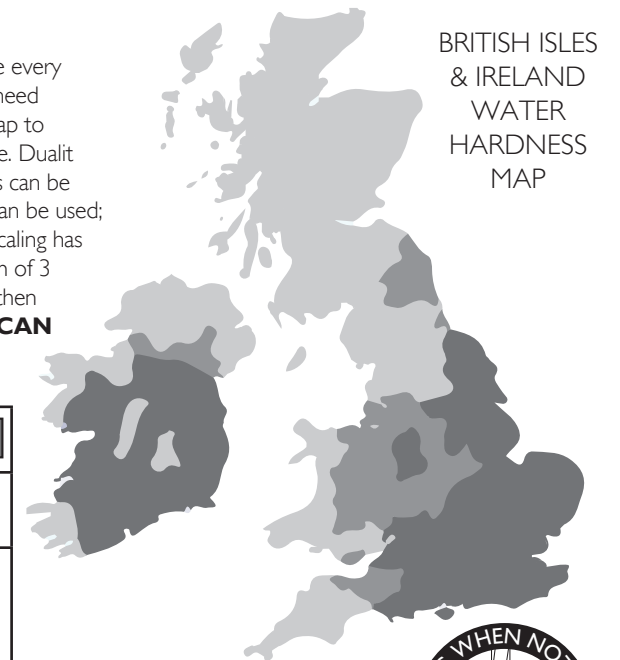 e every
need
ap to
e. Dualit
s can be
an be used;
caling has
n of 3
then
CAN
BRITISH ISLES
& IRELAND
WATER
HARDNESS
MAP
WHEN NOT